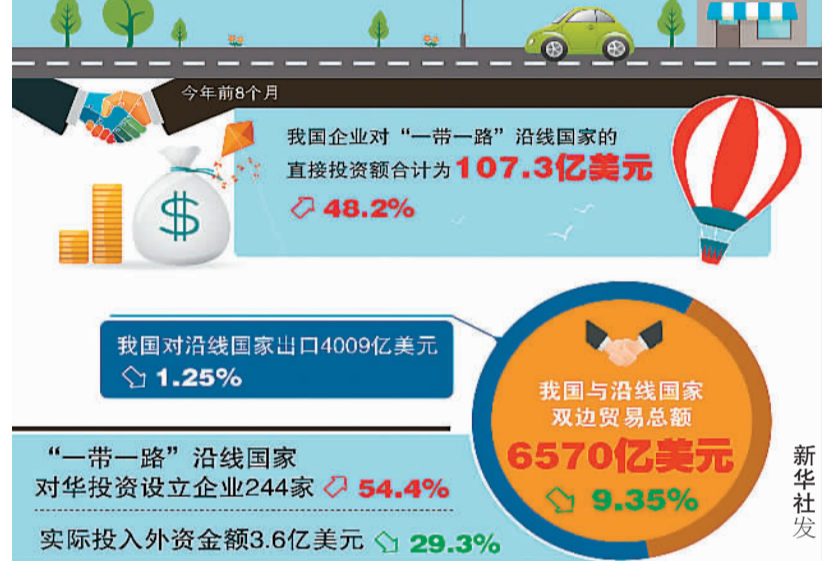 今年前8个月
我国企业对“一带一路”沿线国家的
直接投资额合计为107.3亿美元
48.2%
我国对沿线国家出口4009亿美元
1.25%
我国与沿线国家
双边贸易总额
6570亿美元
9.35%
“一带一路”沿线国家
对华投资设立企业244家 54.4%
实际投入外资金额3.6亿美元 29.3%
新华社发